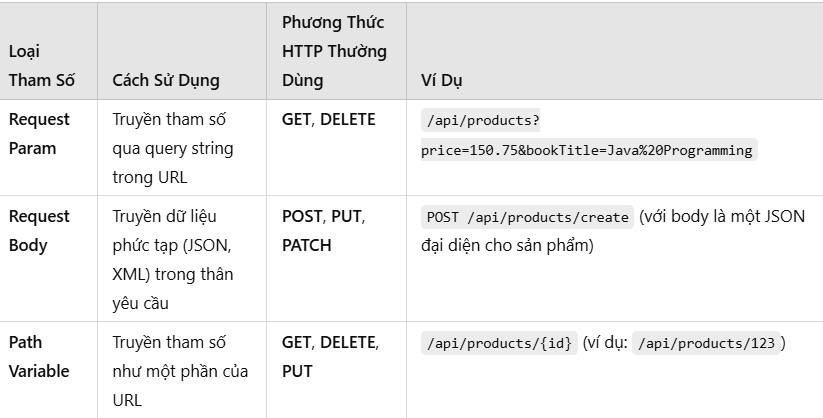 Loại Tham Số
Cách Sử Dụng
Phương Thức HTTP Thường Dùng
Ví Dụ
Request Param
Truyền tham số qua query string trong URL
GET, DELETE
/api/products?
price=150.75&bookTitle=Java%20Programming
Request Body
Truyền dữ liệu phức tạp (JSON, XML) trong thân yêu cầu
POST, PUT, PATCH
POST /api/products/create (với body là một JSON
đại diện cho sản phẩm)
Path Variable
Truyền tham số như một phần của URL
GET, DELETE, PUT
/api/products/{id} (ví dụ: /api/products/123)